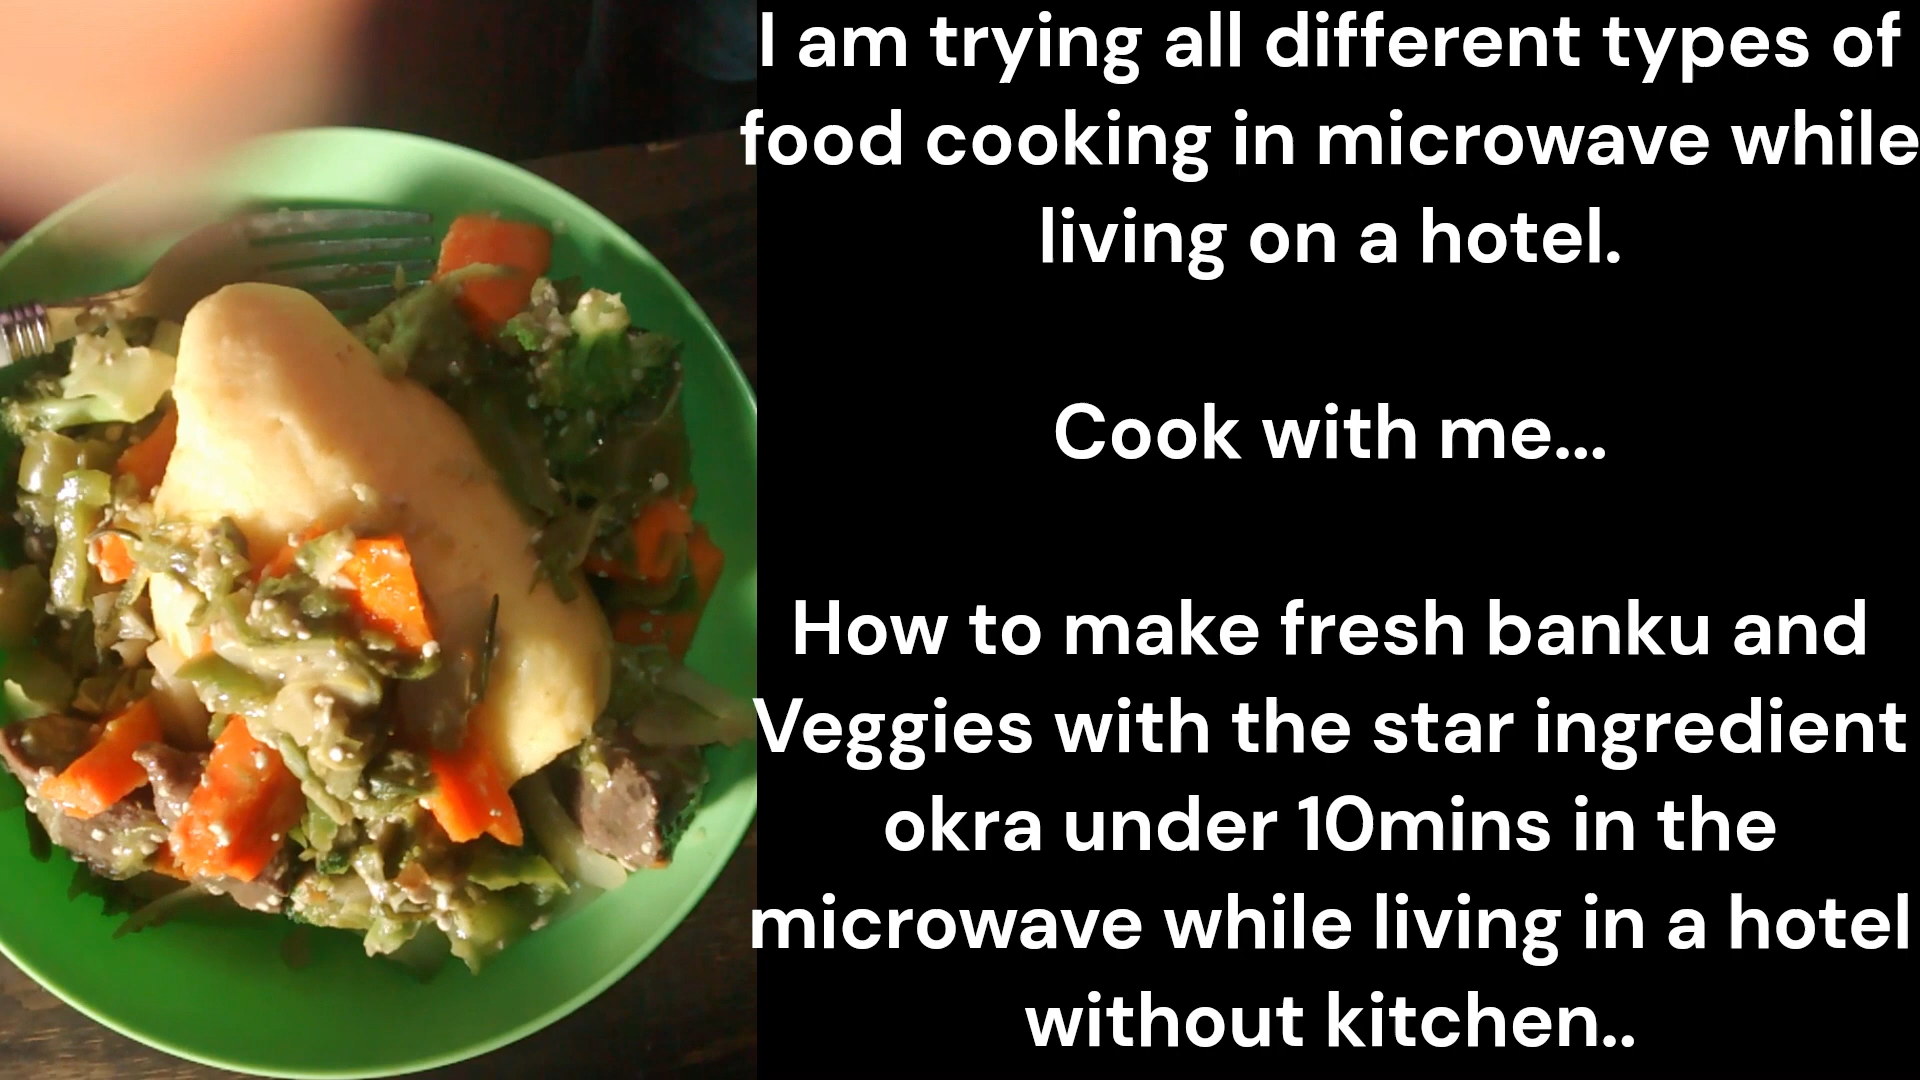 I am trying all different types of
food cooking in microwave while
living on a hotel.
Cook with me...
How to make fresh banku and
Veggies with the star ingredient
okra under 10mins in the
microwave while living in a hotel
without kitchen..